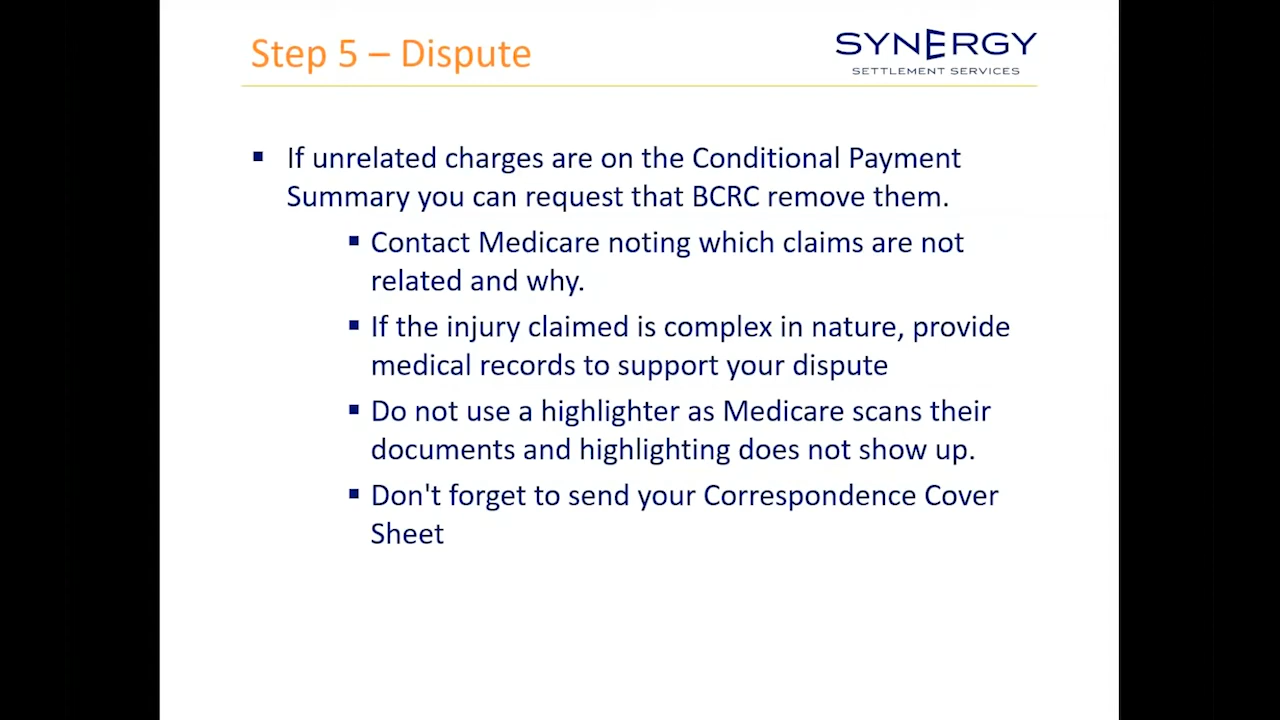 Step 5 – Dispute
SYNERGY
SETTLEMENT SERVICES
▪ If unrelated charges are on the Conditional Payment
Summary you can request that BCRC remove them.
▪ Contact Medicare noting which claims are not
related and why.
▪ If the injury claimed is complex in nature, provide
medical records to support your dispute
▪ Do not use a highlighter as Medicare scans their
documents and highlighting does not show up.
▪ Don't forget to send your Correspondence Cover
Sheet